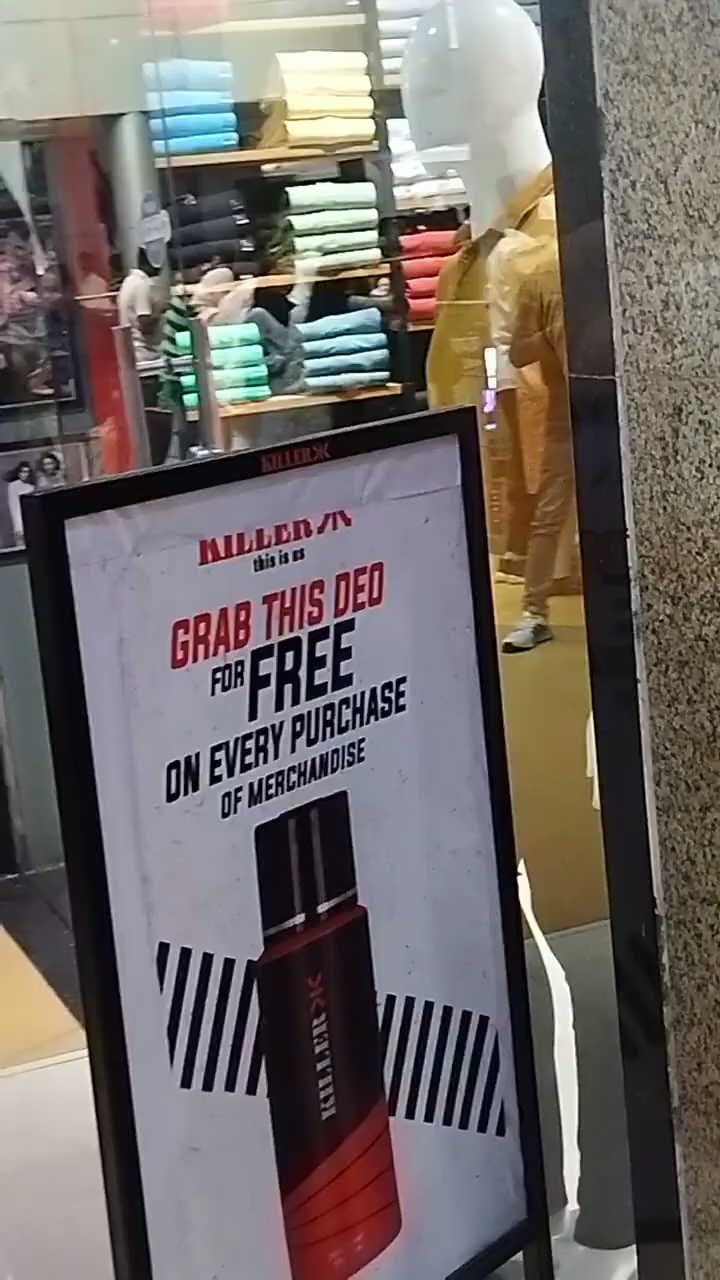 KILLER
KILLER
this is us
GRAB THIS DEO
FOR FREE
ON EVERY PURCHASE
OF MERCHANDISE
KILLER